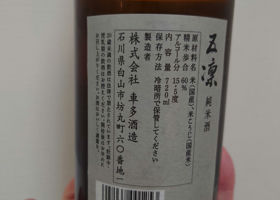 五凛
純米酒
原材料名 米(国産)、米こうじ(国産米)
精米歩合 60%
アルコール分 15.5度
内容量 720ml
保存方法 冷暗所で保管してください
製造者
株式会社 車多酒造
石川県白山市坊丸町六〇番地一